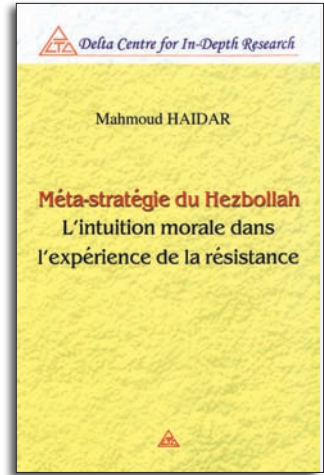 Delta Centre for In-Depth Research
Mahmoud HAIDAR
Méta-stratégie du Hezbollah
L'intuition morale dans
l'expérience de la résistance